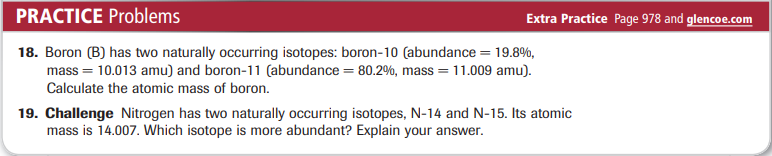 PRACTICE Problems
Extra Practice Page 978 and glencoe.com
18. Boron (B) has two naturally occurring isotopes: boron-10 (abundance = 19.8%,
mass = 10.013 amu) and boron-11 (abundance = 80.2%, mass = 11.009 amu).
Calculate the atomic mass of boron.
19. Challenge Nitrogen has two naturally occurring isotopes, N-14 and N-15. Its atomic
mass is 14.007. Which isotope is more abundant? Explain your answer.